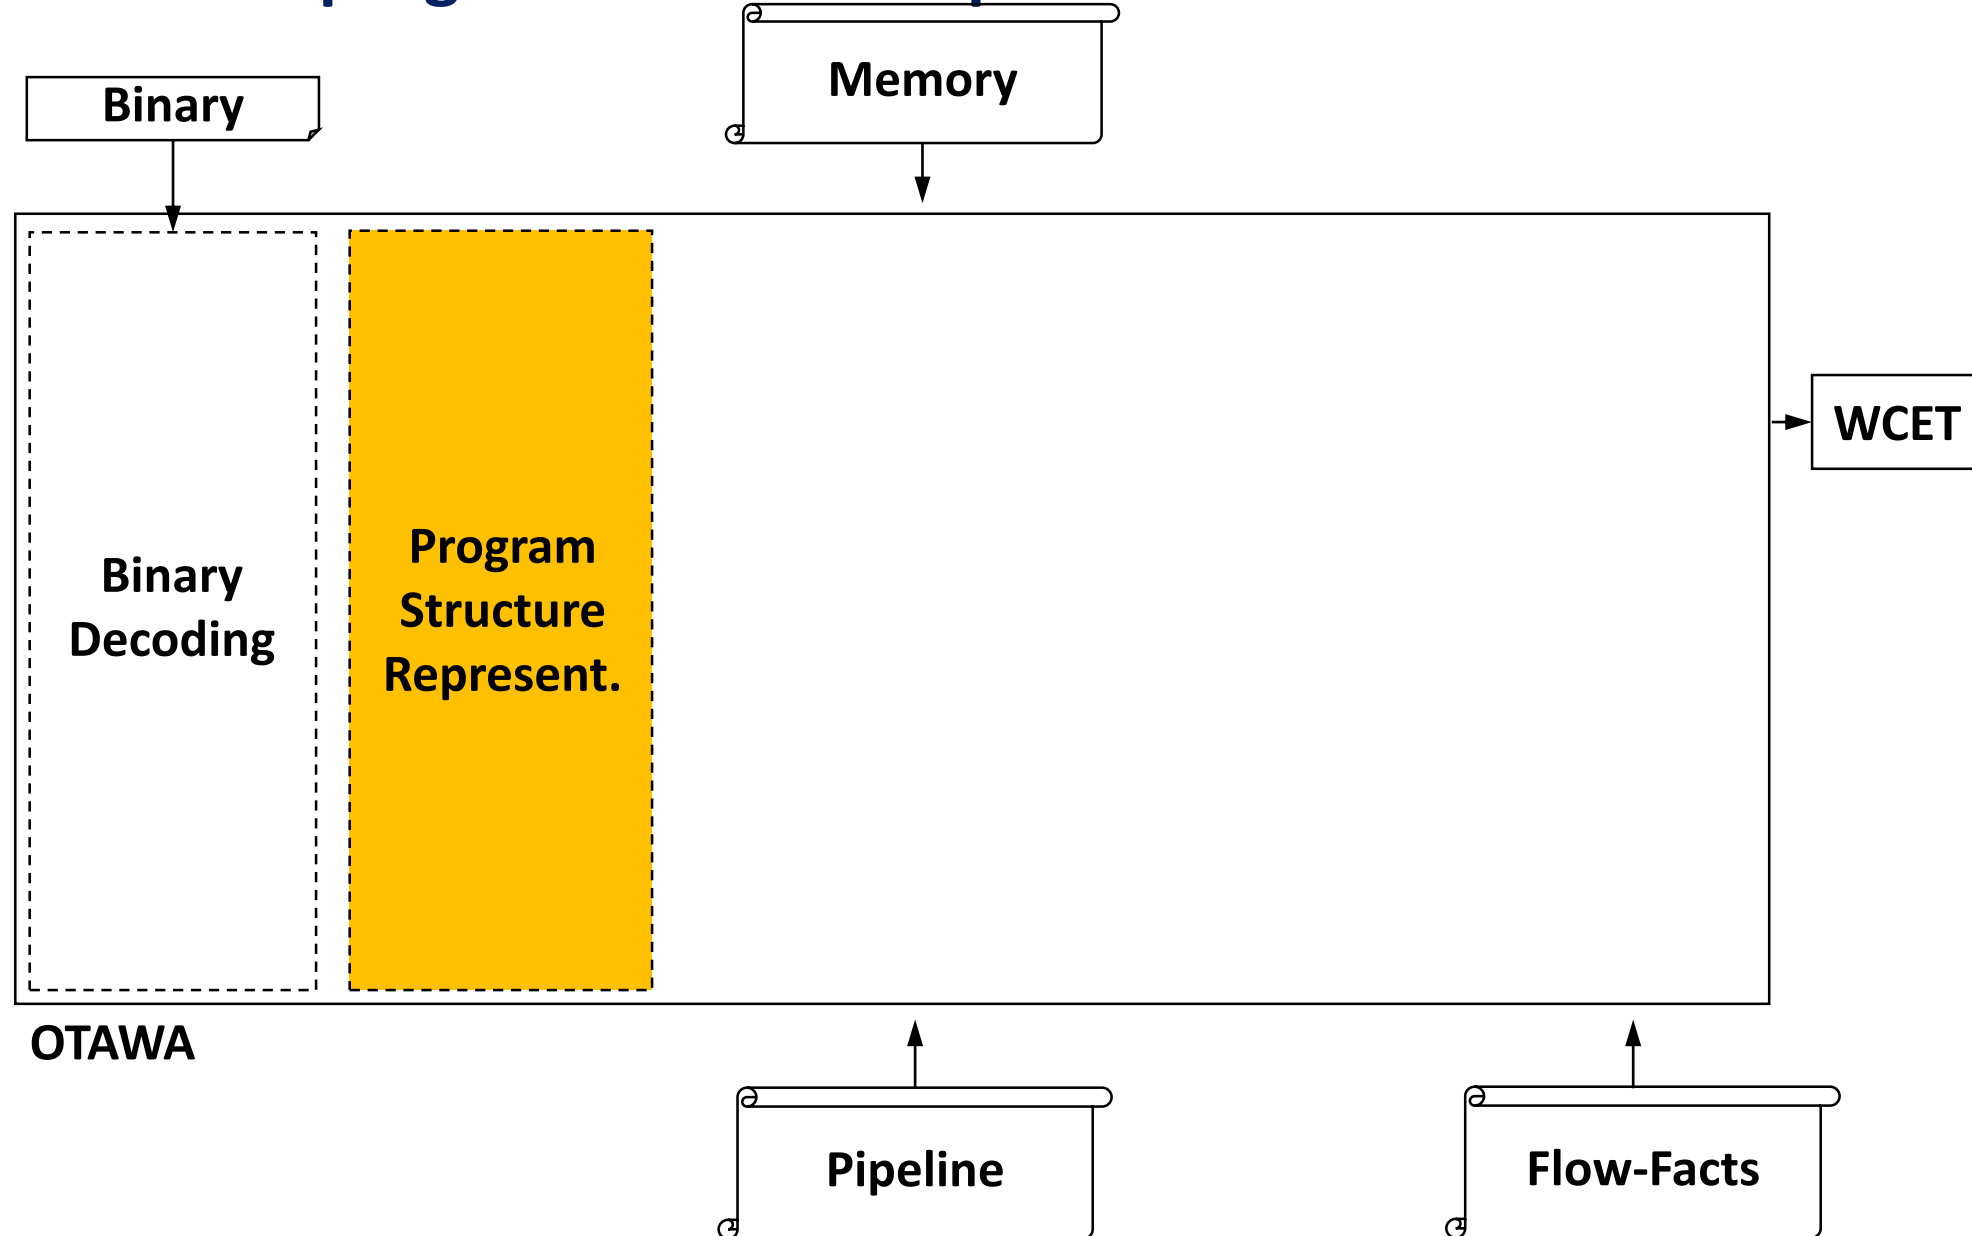 Memory
Binary
WCET
Binary
Decoding
Program
Structure
Represent.
OTAWA
Pipeline
Flow-Facts